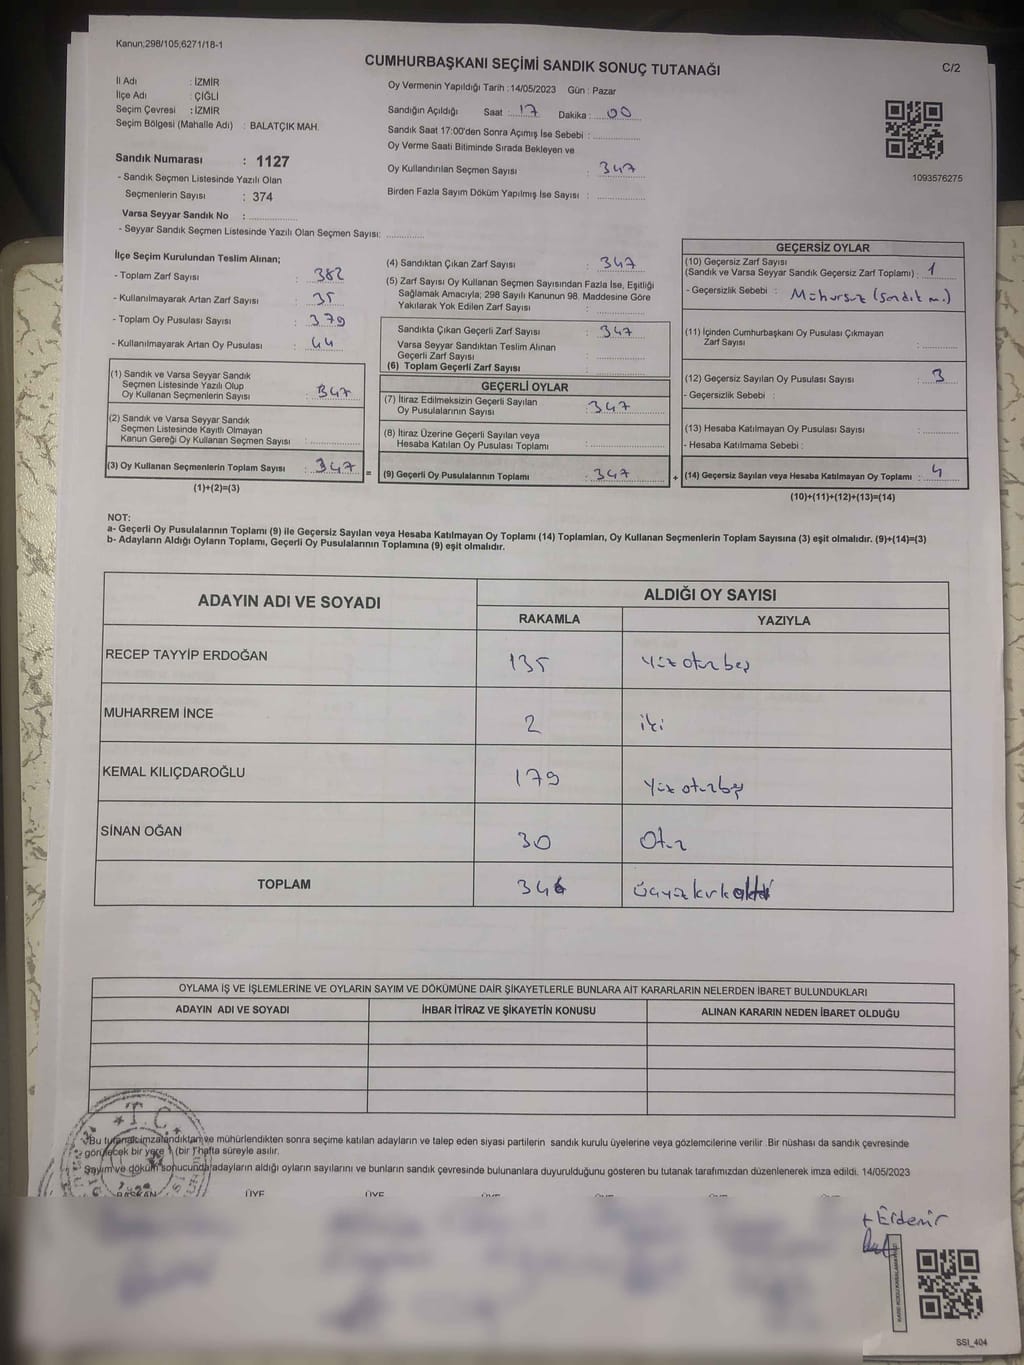 Kanun;298/105;6271/18-1
CUMHURBAŞKANI SEÇİMİ SANDIK SONUÇ TUTANAĞI
C/2
İl Adı : İZMİR
İlçe Adı : ÇİĞLİ
Seçim Çevresi : İZMİR
Seçim Bölgesi (Mahalle Adı) : BALATÇIK MAH.
Oy Vermenin Yapıldığı Tarih :14/05/2023 Gün : Pazar
Sandığın Açıldığı Saat : 17 Dakika : 00
Sandık Saat 17:00'den Sonra Açımış İse Sebebi :
Oy Verme Saati Bitiminde Sırada Bekleyen ve
Oy Kullandırılan Seçmen Sayısı : 347
Birden Fazla Sayım Döküm Yapılmış İse Sayısı :
1093576275
Sandık Numarası : 1127
- Sandık Seçmen Listesinde Yazılı Olan
Seçmenlerin Sayısı : 374
Varsa Seyyar Sandık No :
- Seyyar Sandık Seçmen Listesinde Yazılı Olan Seçmen Sayısı:
İlçe Seçim Kurulundan Teslim Alınan;
- Toplam Zarf Sayısı : 382
- Kullanılmayarak Artan Zarf Sayısı : 35
- Toplam Oy Pusulası Sayısı : 379
- Kullanılmayarak Artan Oy Pusulası : 44
(1) Sandık ve Varsa Seyyar Sandık
Seçmen Listesinde Yazılı Olup
Oy Kullanan Seçmenlerin Sayısı : 347
(2) Sandık ve Varsa Seyyar Sandık
Seçmen Listesinde Kayıtlı Olmayan
Kanun Gereği Oy Kullanan Seçmen Sayısı :
(3) Oy Kullanan Seçmenlerin Toplam Sayısı : 347
(1)+(2)=(3)
=
(4) Sandıktan Çıkan Zarf Sayısı : 347
(5) Zarf Sayısı Oy Kullanan Seçmen Sayısından Fazla İse, Eşitliği
Sağlamak Amacıyla; 298 Sayılı Kanunun 98. Maddesine Göre
Yakılarak Yok Edilen Zarf Sayısı :
Sandıkta Çıkan Geçerli Zarf Sayısı : 347
Varsa Seyyar Sandıktan Teslim Alınan
Geçerli Zarf Sayısı :
(6) Toplam Geçerli Zarf Sayısı :
GEÇERLİ OYLAR
(7) İtiraz Edilmeksizin Geçerli Sayılan
Oy Pusulalarının Sayısı : 347
(8) İtiraz Üzerine Geçerli Sayılan veya
Hesaba Katılan Oy Pusulası Toplamı :
(9) Geçerli Oy Pusulalarının Toplamı : 347
+
GEÇERSİZ OYLAR
(10) Geçersiz Zarf Sayısı
(Sandık ve Varsa Seyyar Sandık Geçersiz Zarf Toplamı) : 1
- Geçersizlik Sebebi : Mühürsüz (sandık m.)
(11) İçinden Cumhurbaşkanı Oy Pusulası Çıkmayan
Zarf Sayısı :
(12) Geçersiz Sayılan Oy Pusulası Sayısı : 3
- Geçersizlik Sebebi :
(13) Hesaba Katılmayan Oy Pusulası Sayısı :
- Hesaba Katılmama Sebebi :
(14) Geçersiz Sayılan veya Hesaba Katılmayan Oy Toplamı : 4
(10)+(11)+(12)+(13)=(14)
NOT:
a- Geçerli Oy Pusulalarının Toplamı (9) ile Geçersiz Sayılan veya Hesaba Katılmayan Oy Toplamı (14) Toplamları, Oy Kullanan Seçmenlerin Toplam Sayısına (3) eşit olmalıdır. (9)+(14)=(3)
b- Adayların Aldığı Oyların Toplamı, Geçerli Oy Pusulalarının Toplamına (9) eşit olmalıdır.
ADAYIN ADI VE SOYADI
ALDIĞI OY SAYISI
RAKAMLA YAZIYLA
RECEP TAYYİP ERDOĞAN 135 Yüz otuz beş
MUHARREM İNCE 2 iki
KEMAL KILIÇDAROĞLU 179 Yüz otuz beş
SİNAN OĞAN 30 Otuz
TOPLAM 346 üçyüz kırk altı
OYLAMA İŞ VE İŞLEMLERİNE VE OYLARIN SAYIM VE DÖKÜMÜNE DAİR ŞİKAYETLERLE BUNLARA AİT KARARLARIN NELERDEN İBARET BULUNDUKLARI
ADAYIN ADI VE SOYADI İHBAR İTİRAZ VE ŞİKAYETİN KONUSU ALINAN KARARIN NEDEN İBARET OLDUĞU
T.C.
Bu tutanak imzalandıktan ve mühürlendikten sonra seçime katılan adayların ve talep eden siyasi partilerin sandık kurulu üyelerine veya gözlemcilerine verilir. Bir nüshası da sandık çevresinde
görülecek bir yere 1 (bir) hafta süreyle asılır.
Sayım ve döküm sonucunda adayların aldığı oyların sayılarını ve bunların sandık çevresinde bulunanlara duyurulduğunu gösteren bu tutanak tarafımızdan düzenlenerek imza edildi. 14/05/2023
BAŞKAN ÜYE ÜYE
Erdemir
SSI_404